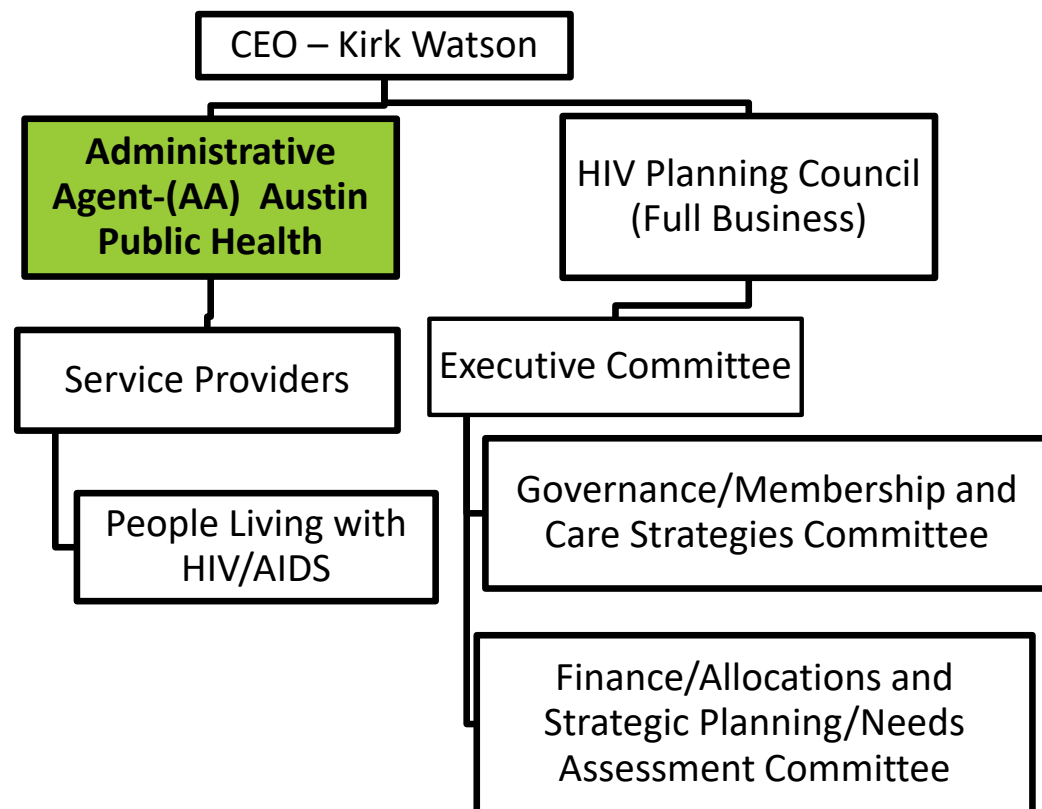 CEO – Kirk Watson
Administrative
Agent-(AA) Austin
Public Health
HIV Planning Council
(Full Business)
Service Providers
Executive Committee
People Living with
HIV/AIDS
Governance/Membership and
Care Strategies Committee
Finance/Allocations and
Strategic Planning/Needs
Assessment Committee